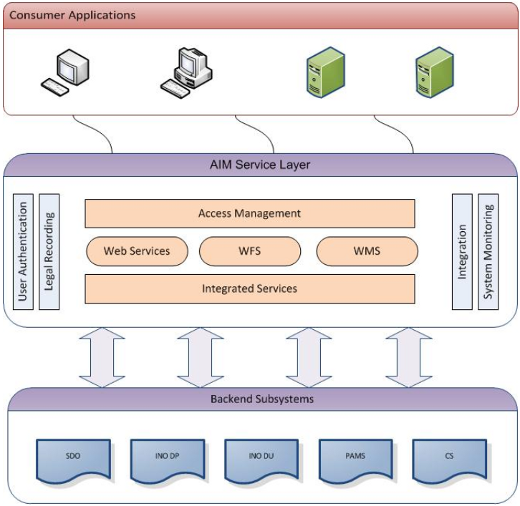 Consumer Applications
AIM Service Layer
User Authentication
Legal Recording
Access Management
Web Services
WFS
WMS
Integrated Services
Integration
System Monitoring
Backend Subsystems
SDO
INO DP
INO DU
PAMS
CS